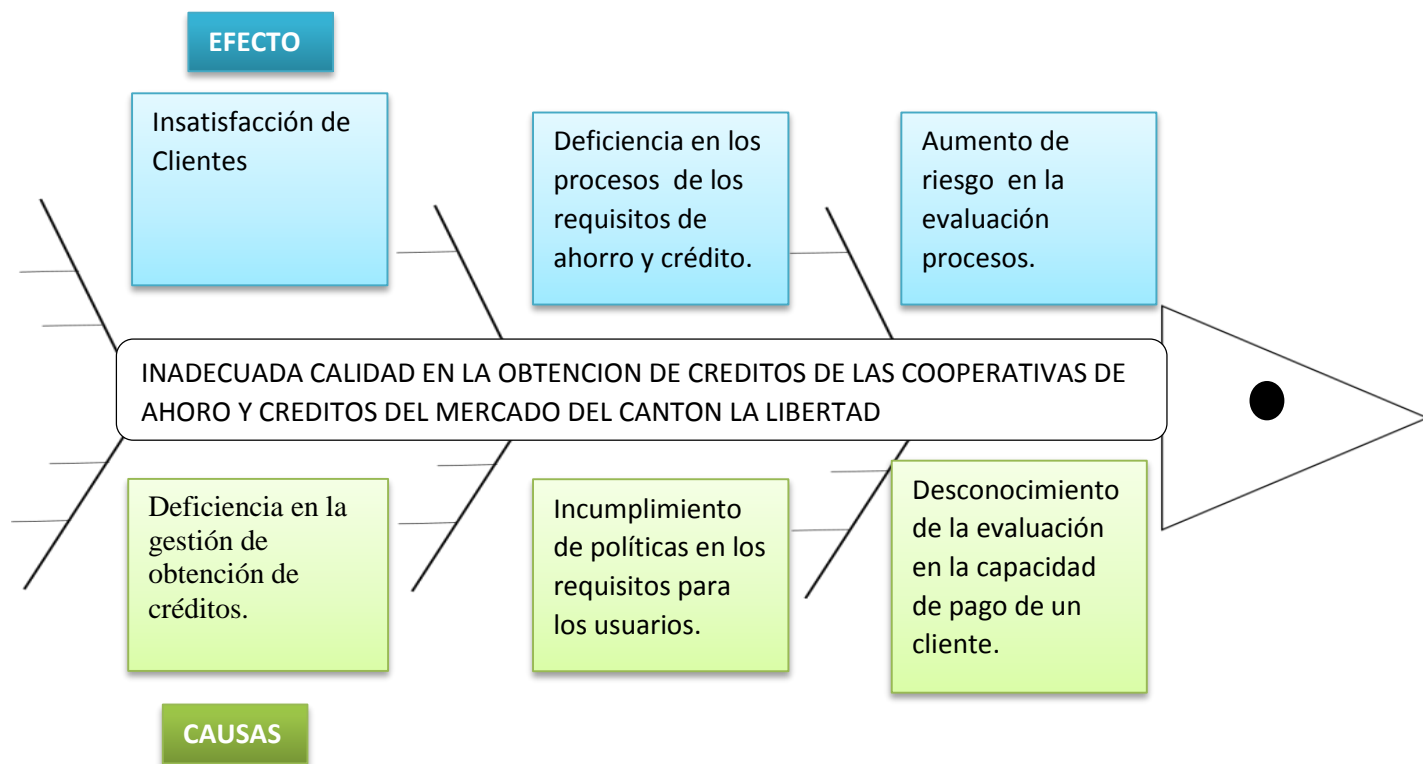 EFECTO
Insatisfacción de
Clientes
Deficiencia en los
procesos de los
requisitos de
ahorro y crédito.
Aumento de
riesgo en la
evaluación
procesos.
INADECUADA CALIDAD EN LA OBTENCION DE CREDITOS DE LAS COOPERATIVAS DE
AHORO Y CREDITOS DEL MERCADO DEL CANTON LA LIBERTAD
Deficiencia en la
gestión de
obtención de
créditos.
Incumplimiento
de políticas en los
requisitos para
los usuarios.
Desconocimiento
de la evaluación
en la capacidad
de pago de un
cliente.
CAUSAS